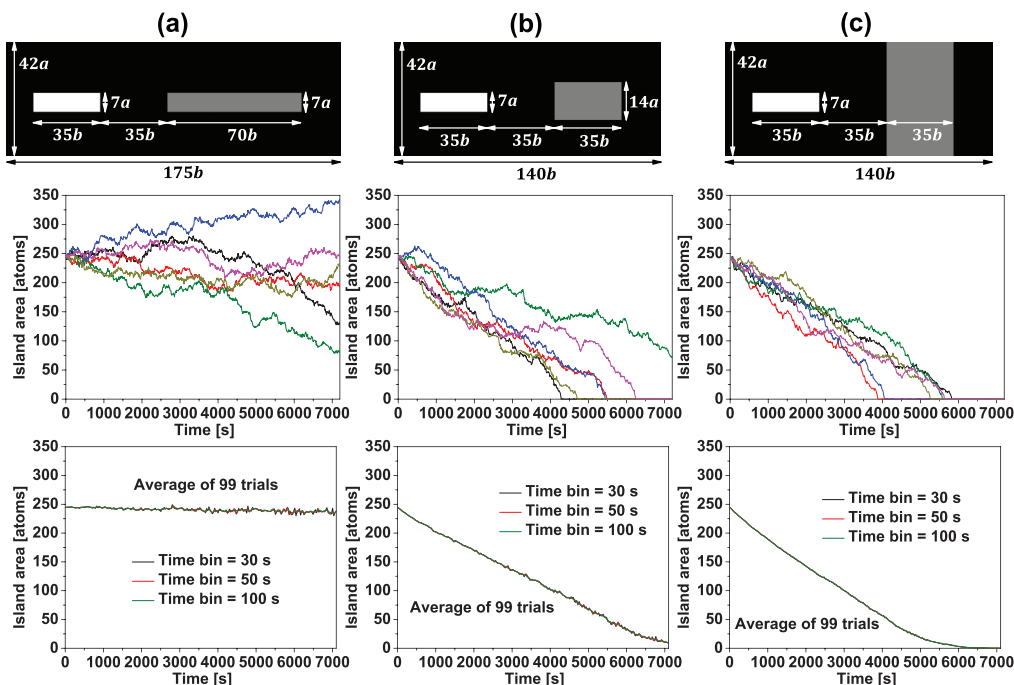 (a) (b) (c)
42a 7a 7a
35b 35b 70b
175b
42a 7a 14a
35b 35b 35b
140b
42a 7a
35b 35b 35b
140b
350
300
250
200
150
100
50
0
Island area [atoms]
0 1000 2000 3000 4000 5000 6000 7000
Time [s]
350
300
250
200
150
100
50
0
Island area [atoms]
0 1000 2000 3000 4000 5000 6000 7000
Time [s]
350
300
250
200
150
100
50
0
Island area [atoms]
0 1000 2000 3000 4000 5000 6000 7000
Time [s]
350
300
250
200
150
100
50
0
Island area [atoms]
Average of 99 trials
Time bin = 30 s
Time bin = 50 s
Time bin = 100 s
0 1000 2000 3000 4000 5000 6000 7000
Time [s]
350
300
250
200
150
100
50
0
Island area [atoms]
Time bin = 30 s
Time bin = 50 s
Time bin = 100 s
Average of 99 trials
0 1000 2000 3000 4000 5000 6000 7000
Time [s]
350
300
250
200
150
100
50
0
Island area [atoms]
Time bin = 30 s
Time bin = 50 s
Time bin = 100 s
Average of 99 trials
0 1000 2000 3000 4000 5000 6000 7000
Time [s]